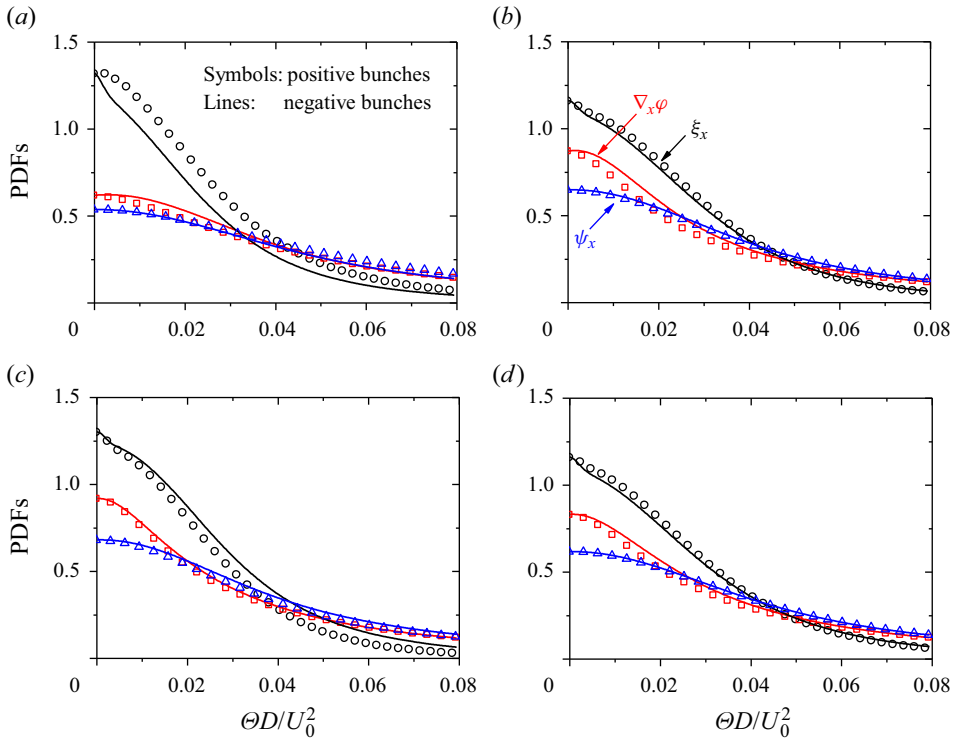 (a)
(b)
1.5
1.0
0.5
PDFs
Symbols: positive bunches
Lines: negative bunches
0
0.02
0.04
0.06
0.08
1.5
1.0
0.5
∇xφ
ξx
ψx
0
0.02
0.04
0.06
0.08
(c)
(d)
1.5
1.0
0.5
PDFs
0
0.02
0.04
0.06
0.08
ΘD/U₀²
1.5
1.0
0.5
0
0.02
0.04
0.06
0.08
ΘD/U₀²